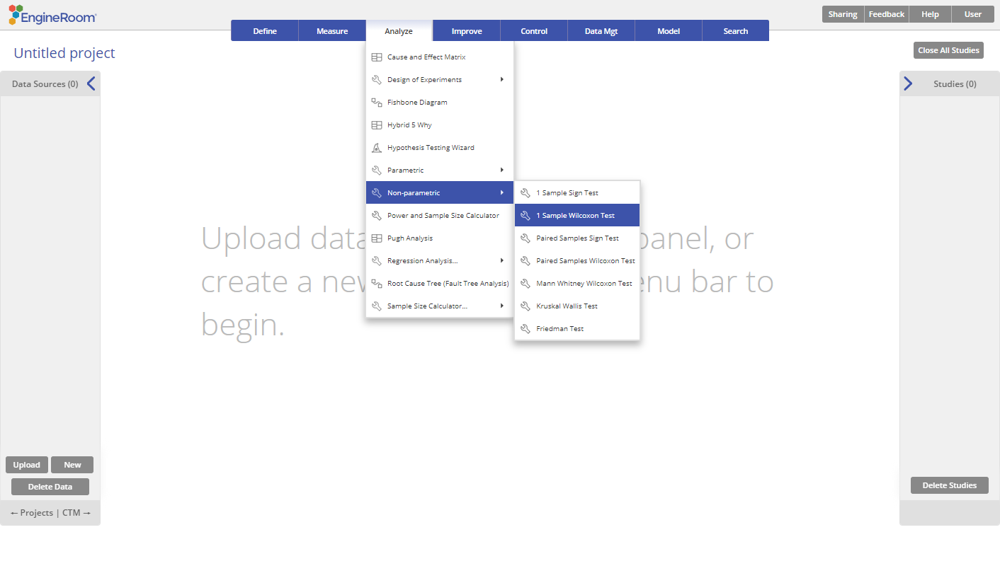 EngineRoom
Sharing
Feedback
Help
User
Define
Measure
Analyze
Improve
Control
Data Mgt
Model
Search
Untitled project
Close All Studies
Data Sources (0)
Studies (0)
Cause and Effect Matrix
Design of Experiments
Fishbone Diagram
Hybrid 5 Why
Hypothesis Testing Wizard
Parametric
Non-parametric
Power and Sample Size Calculator
Pugh Analysis
Regression Analysis...
Root Cause Tree (Fault Tree Analysis)
Sample Size Calculator...
1 Sample Sign Test
1 Sample Wilcoxon Test
Paired Samples Sign Test
Paired Samples Wilcoxon Test
Mann Whitney Wilcoxon Test
Kruskal Wallis Test
Friedman Test
Upload data panel, or
create a new bar to
begin.
Upload
New
Delete Data
← Projects | CTM →
Delete Studies